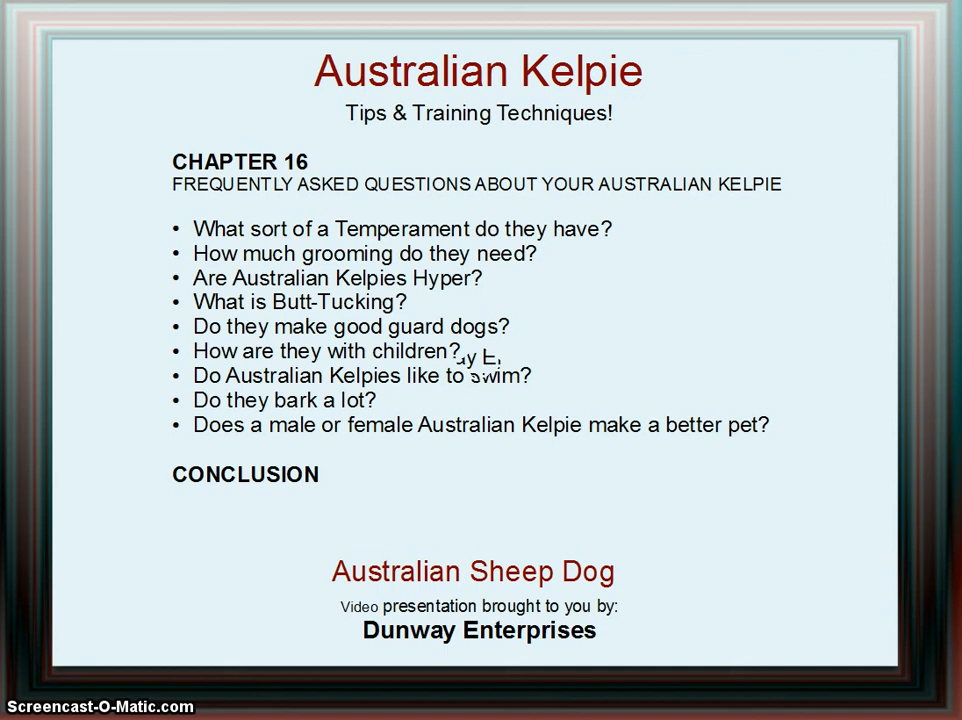 Australian Kelpie
Tips & Training Techniques!
CHAPTER 16
FREQUENTLY ASKED QUESTIONS ABOUT YOUR AUSTRALIAN KELPIE
• What sort of a Temperament do they have?
• How much grooming do they need?
• Are Australian Kelpies Hyper?
• What is Butt-Tucking?
• Do they make good guard dogs?
• How are they with children?
• Do Australian Kelpies like to swim?
• Do they bark a lot?
• Does a male or female Australian Kelpie make a better pet?
CONCLUSION
Australian Sheep Dog
Video presentation brought to you by:
Dunway Enterprises
Screencast-O-Matic.com